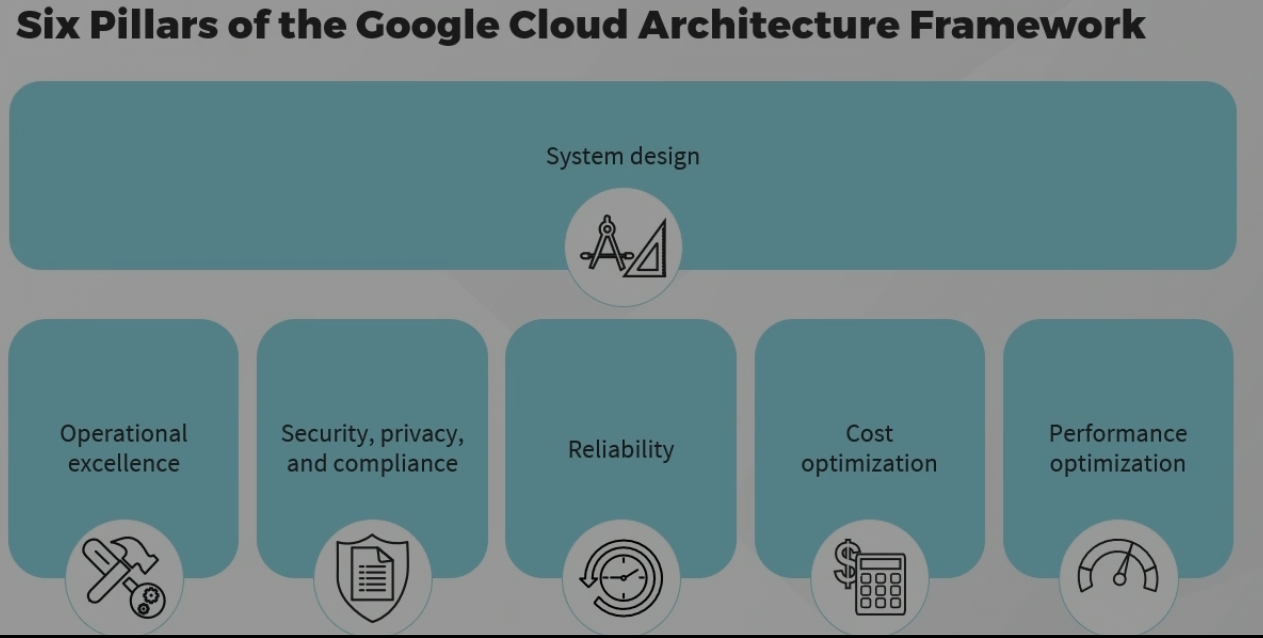 Six Pillars of the Google Cloud Architecture Framework
System design
Operational
excellence
Security, privacy,
and compliance
Reliability
Cost
optimization
Performance
optimization